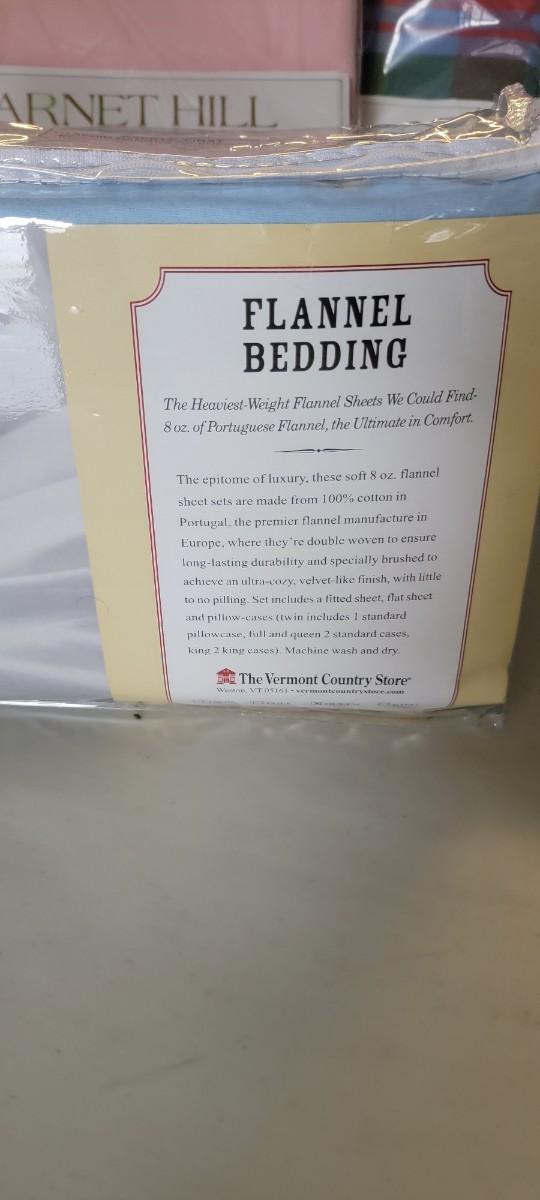 ARNET HILL
FLANNEL
BEDDING
The Heaviest-Weight Flannel Sheets We Could Find-
8 oz. of Portuguese Flannel, the Ultimate in Comfort.
The epitome of luxury, these soft 8 oz. flannel
sheet sets are made from 100% cotton in
Portugal, the premier flannel manufacture in
Europe, where they're double woven to ensure
long-lasting durability and specially brushed to
achieve an ultra-cozy, velvet-like finish, with little
to no pilling. Set includes a fitted sheet, flat sheet
and pillow-cases (twin includes 1 standard
pillowcase, full and queen 2 standard cases,
king 2 king cases). Machine wash and dry.
The Vermont Country Store®
Weston, VT 05161 • vermontcountrystore.com